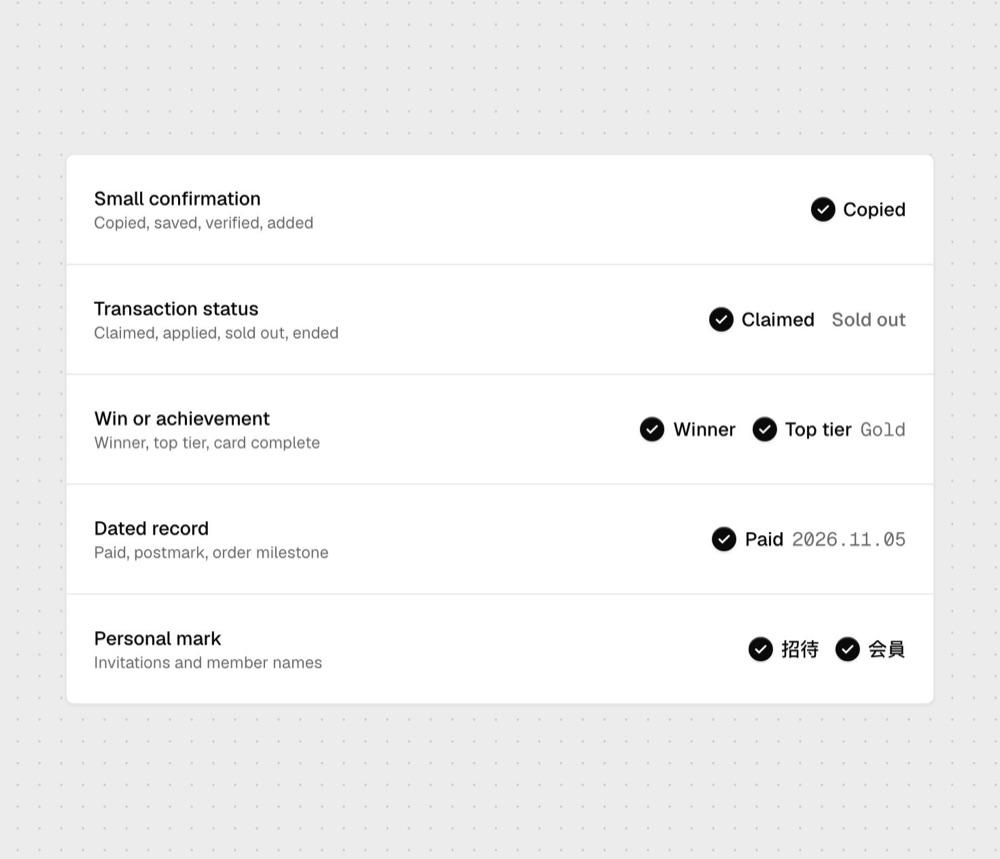 Small confirmation
Copied, saved, verified, added
Copied
Transaction status
Claimed, applied, sold out, ended
Claimed Sold out
Win or achievement
Winner, top tier, card complete
Winner Top tier Gold
Dated record
Paid, postmark, order milestone
Paid 2026.11.05
Personal mark
Invitations and member names
招待 会員